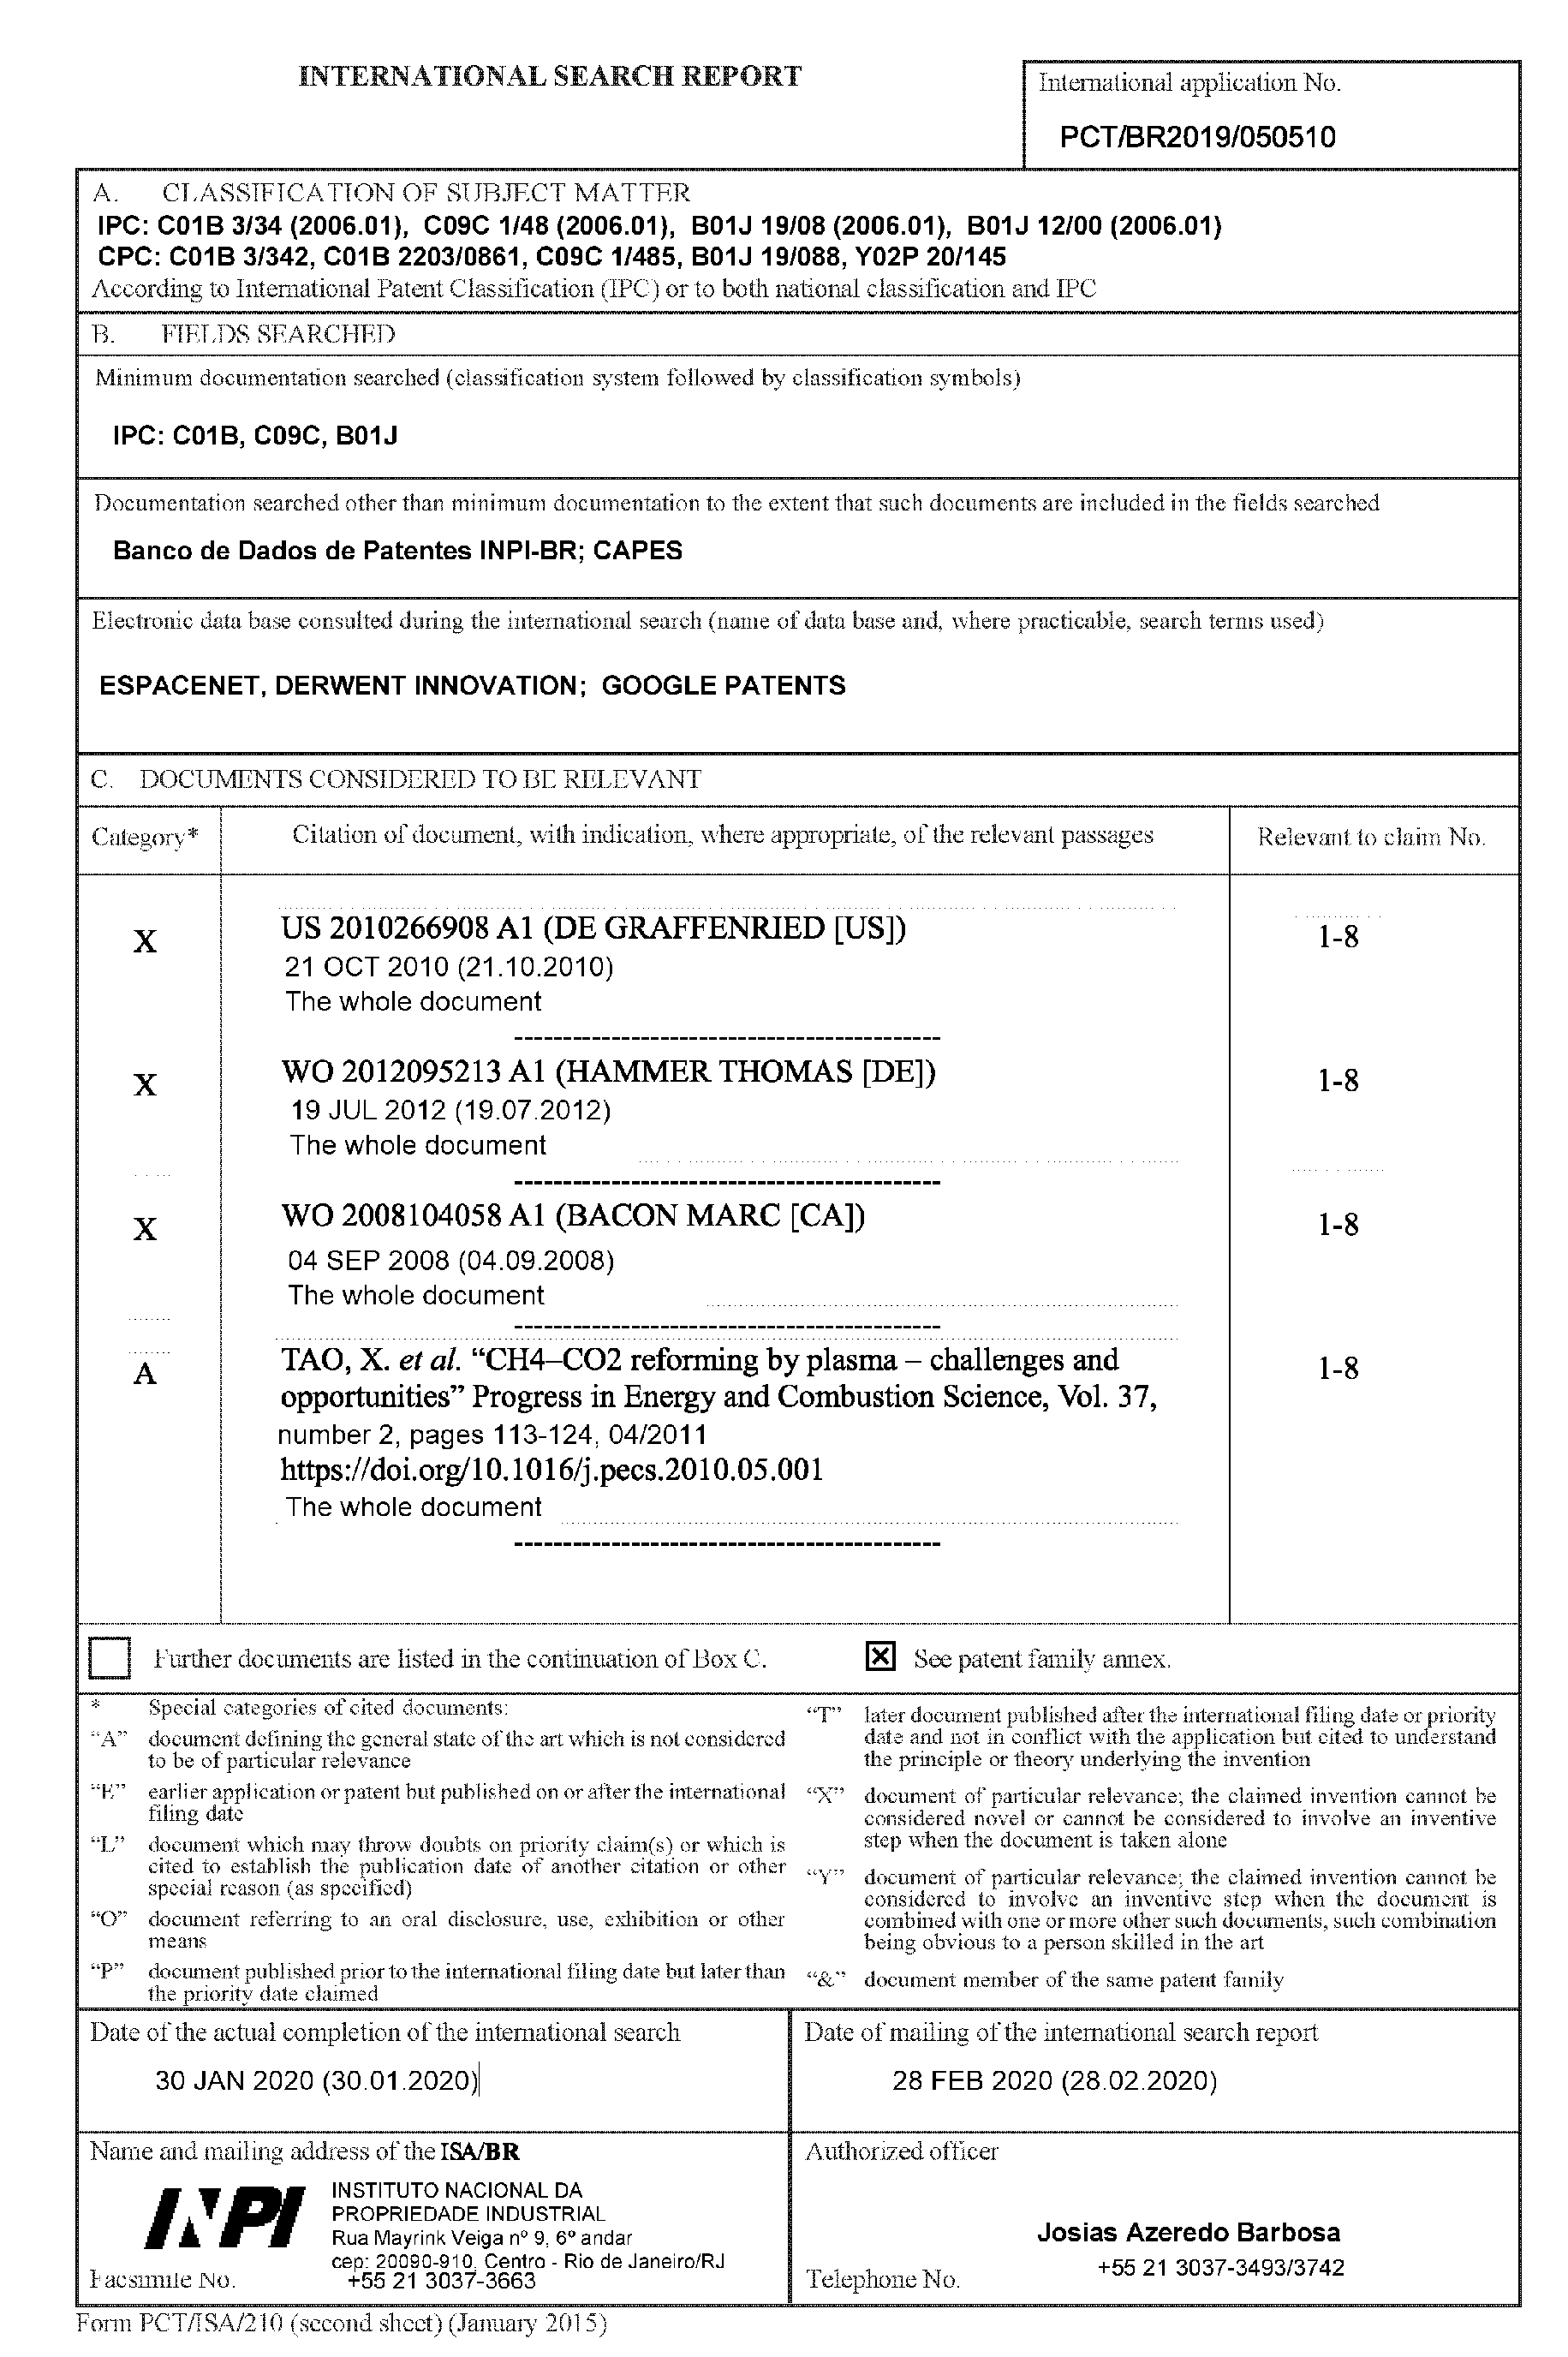 INTERNATIONAL SEARCH REPORT
International application No.
PCT/BR2019/050510
A. CLASSIFICATION OF SUBJECT MATTER
IPC: C01B 3/34 (2006.01), C09C 1/48 (2006.01), B01J 19/08 (2006.01), B01J 12/00 (2006.01)
CPC: C01B 3/342, C01B 2203/0861, C09C 1/485, B01J 19/088, Y02P 20/145
According to International Patent Classification (IPC) or to both national classification and IPC
B. FIELDS SEARCHED
Minimum documentation searched (classification system followed by classification symbols)
IPC: C01B, C09C, B01J
Documentation searched other than minimum documentation to the extent that such documents are included in the fields searched
Banco de Dados de Patentes INPI-BR; CAPES
Electronic data base consulted during the international search (name of data base and, where practicable, search terms used)
ESPACENET, DERWENT INNOVATION; GOOGLE PATENTS
C. DOCUMENTS CONSIDERED TO BE RELEVANT
Category* Citation of document, with indication, where appropriate, of the relevant passages Relevant to claim No.
X US 2010266908 A1 (DE GRAFFENRIED [US]) 1-8
21 OCT 2010 (21.10.2010)
The whole document
-------------------------------------------
X WO 2012095213 A1 (HAMMER THOMAS [DE]) 1-8
19 JUL 2012 (19.07.2012)
The whole document
-------------------------------------------
X WO 2008104058 A1 (BACON MARC [CA]) 1-8
04 SEP 2008 (04.09.2008)
The whole document
-------------------------------------------
A TAO, X. et al. “CH4–CO2 reforming by plasma – challenges and 1-8
opportunities” Progress in Energy and Combustion Science, Vol. 37,
number 2, pages 113-124, 04/2011
https://doi.org/10.1016/j.pecs.2010.05.001
The whole document
-------------------------------------------
Further documents are listed in the continuation of Box C.
See patent family annex.
* Special categories of cited documents:
“A” document defining the general state of the art which is not considered
to be of particular relevance
“E” earlier application or patent but published on or after the international
filing date
“L” document which may throw doubts on priority claim(s) or which is
cited to establish the publication date of another citation or other
special reason (as specified)
“O” document referring to an oral disclosure, use, exhibition or other
means
“P” document published prior to the international filing date but later than
the priority date claimed
“T” later document published after the international filing date or priority
date and not in conflict with the application but cited to understand
the principle or theory underlying the invention
“X” document of particular relevance; the claimed invention cannot be
considered novel or cannot be considered to involve an inventive
step when the document is taken alone
“Y” document of particular relevance; the claimed invention cannot be
considered to involve an inventive step when the document is
combined with one or more other such documents, such combination
being obvious to a person skilled in the art
“&” document member of the same patent family
Date of the actual completion of the international search
30 JAN 2020 (30.01.2020)
Date of mailing of the international search report
28 FEB 2020 (28.02.2020)
Name and mailing address of the ISA/BR
INPI
INSTITUTO NACIONAL DA
PROPRIEDADE INDUSTRIAL
Rua Mayrink Veiga nº 9, 6º andar
cep: 20090-910, Centro - Rio de Janeiro/RJ
Facsimile No. +55 21 3037-3663
Authorized officer
Josias Azeredo Barbosa
+55 21 3037-3493/3742
Telephone No.
Form PCT/ISA/210 (second sheet) (January 2015)